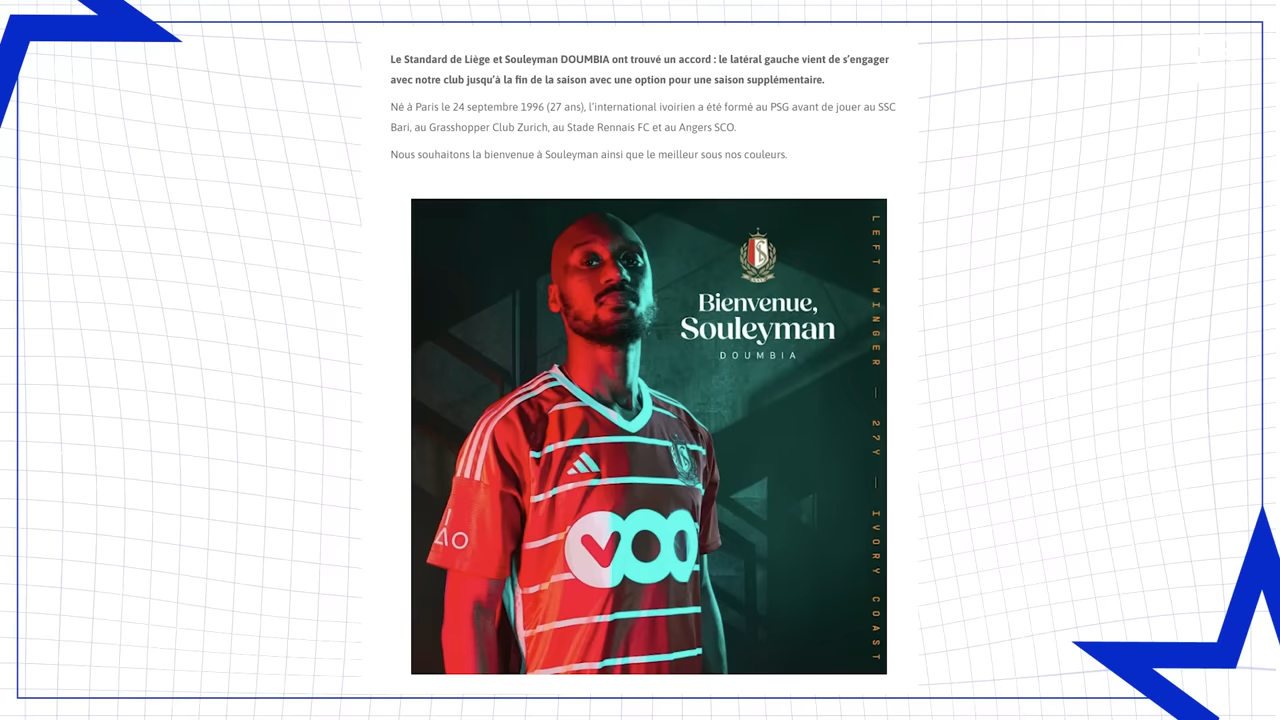 Le Standard de Liège et Souleyman DOUMBIA ont trouvé un accord : le latéral gauche vient de s’engager
avec notre club jusqu’à la fin de la saison avec une option pour une saison supplémentaire.
Né à Paris le 24 septembre 1996 (27 ans), l’international ivoirien a été formé au PSG avant de jouer au SSC
Bari, au Grasshopper Club Zurich, au Stade Rennais FC et au Angers SCO.
Nous souhaitons la bienvenue à Souleyman ainsi que le meilleur sous nos couleurs.
Bienvenue,
Souleyman
DOUMBIA
LEFT WINGER — 27Y — IVORY COAST
VOO